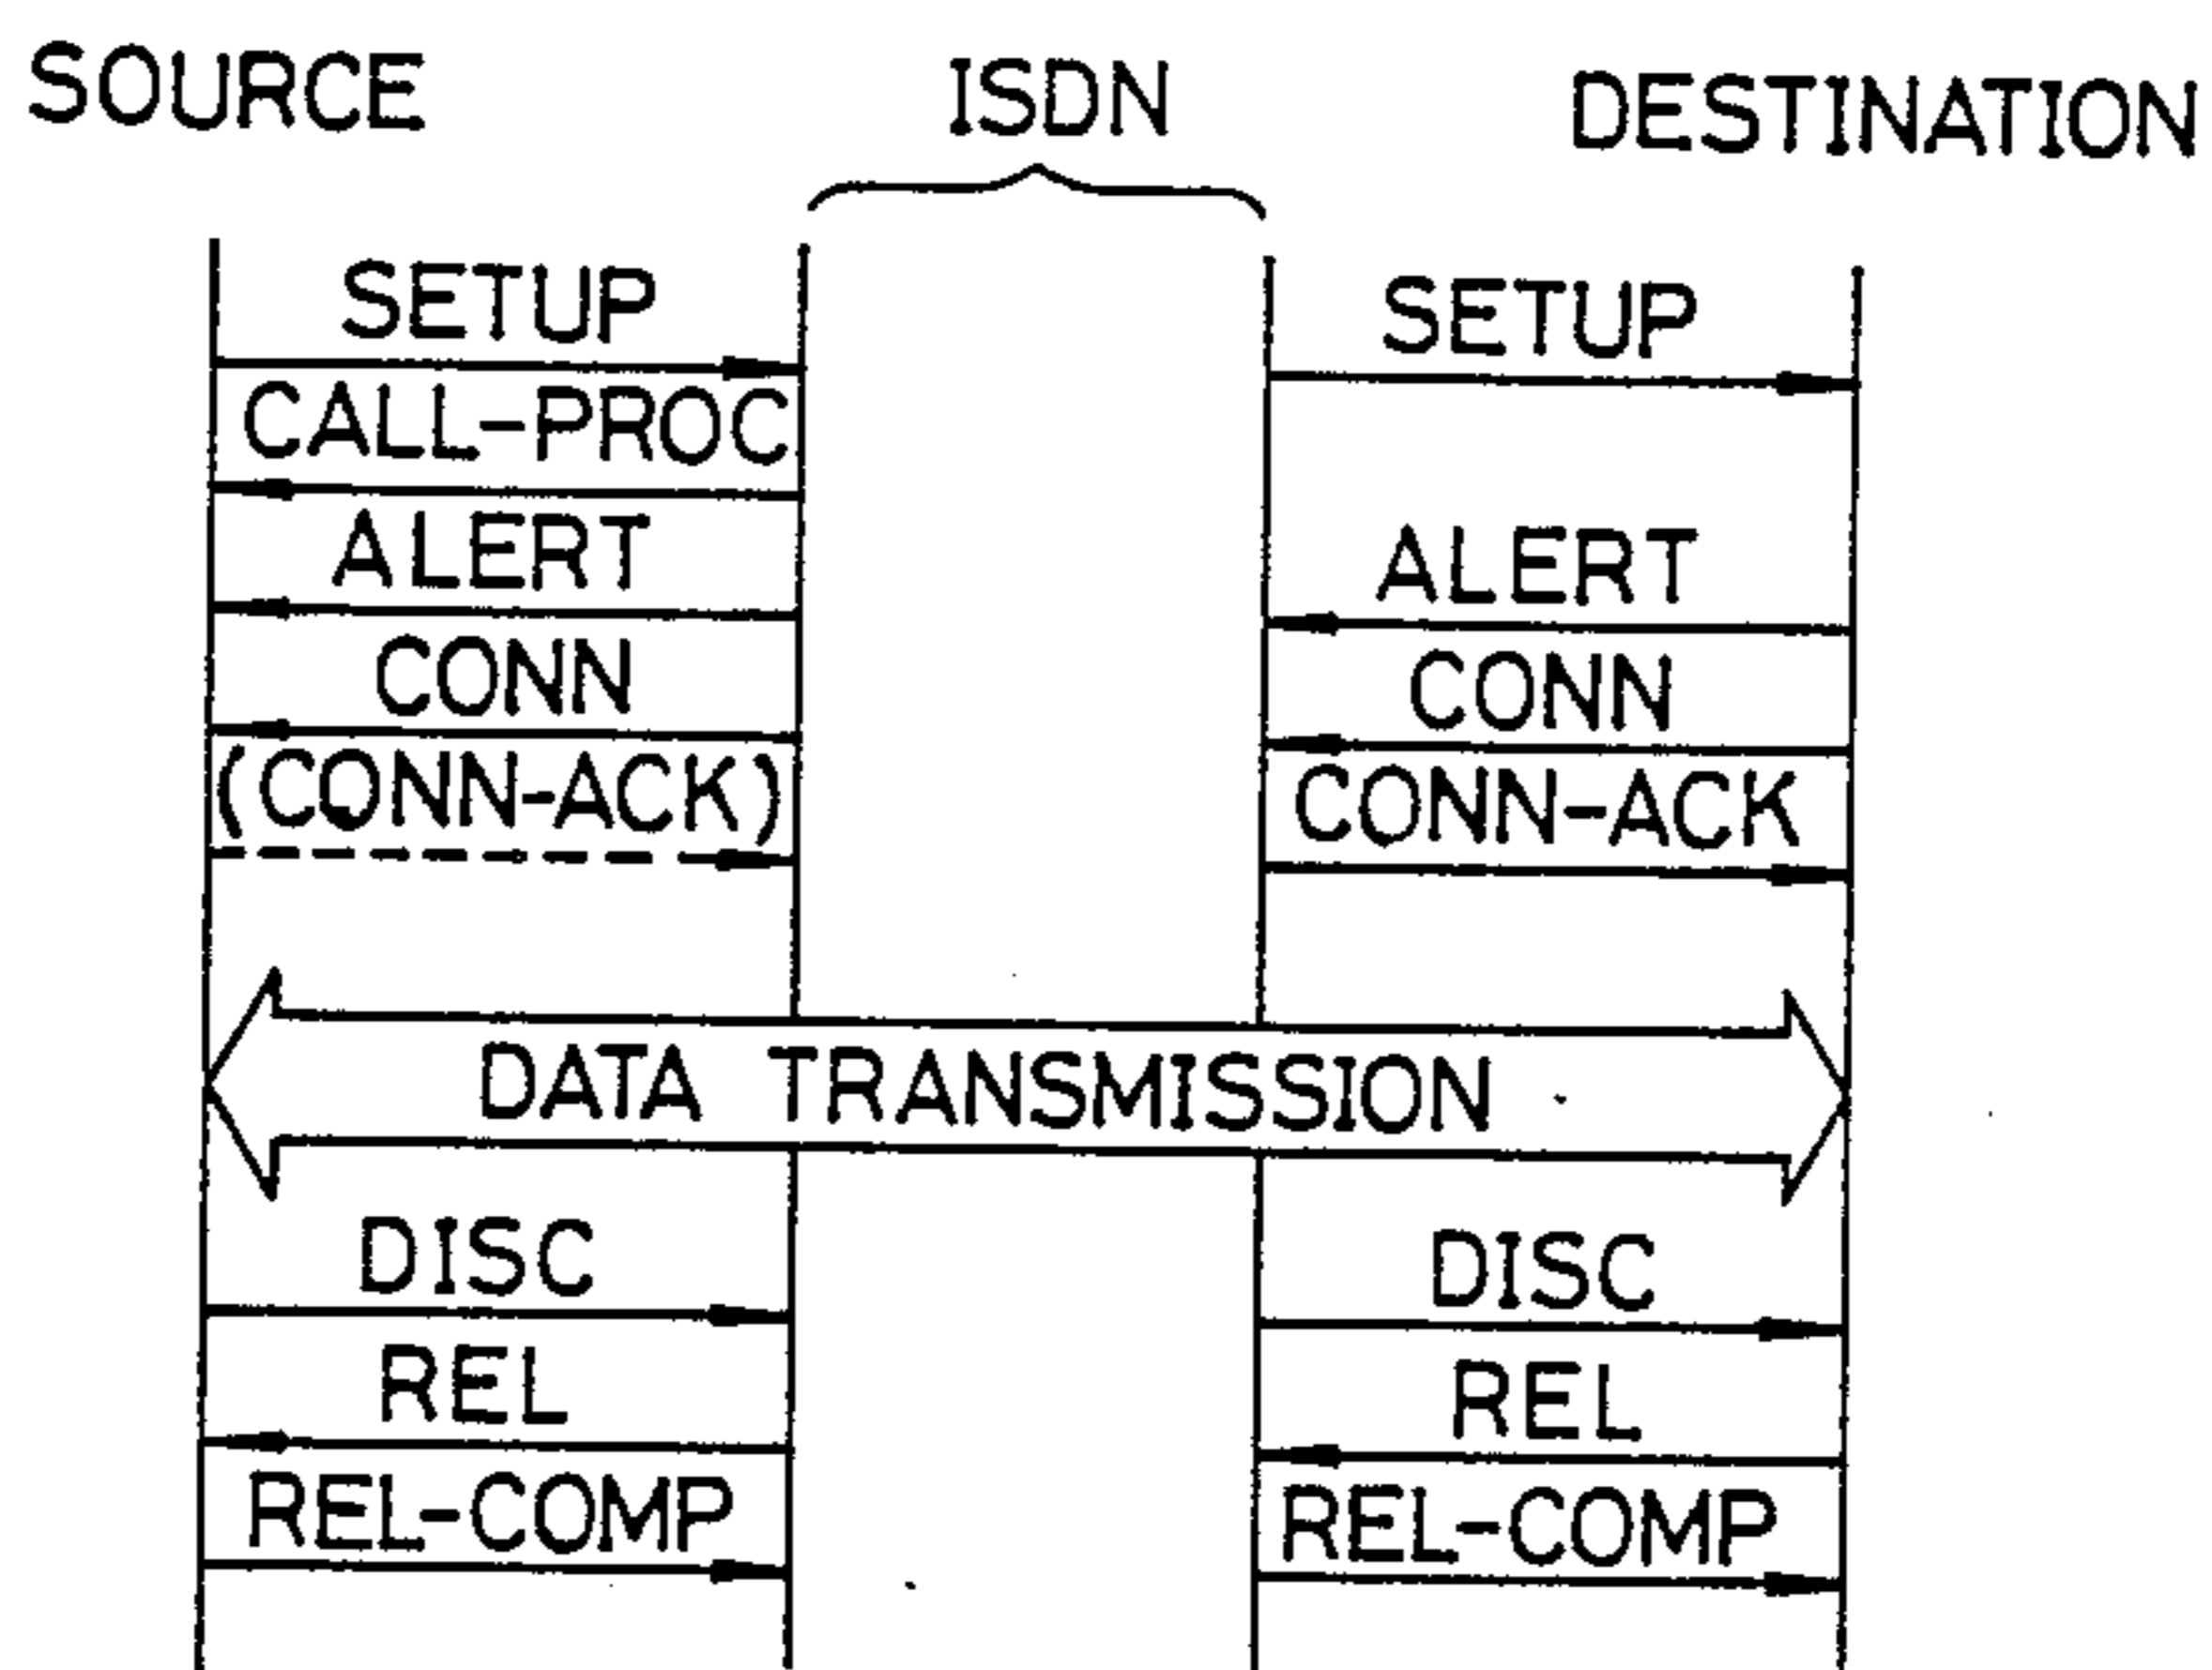 SOURCE
ISDN
DESTINATION
SETUP
SETUP
CALL-PROC
ALERT
ALERT
CONN
CONN
(CONN-ACK)
CONN-ACK
DATA TRANSMISSION
DISC
DISC
REL
REL
REL-COMP
REL-COMP